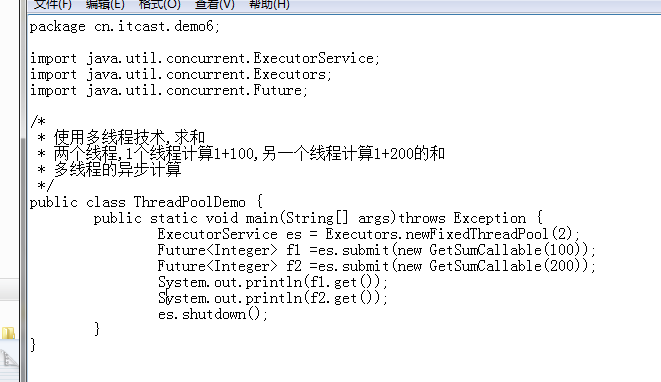 文件(F) 编辑(E) 格式(O) 查看(V) 帮助(H)
package cn.itcast.demo6;
import java.util.concurrent.ExecutorService;
import java.util.concurrent.Executors;
import java.util.concurrent.Future;
/*
 * 使用多线程技术,求和
 * 两个线程,1个线程计算1+100,另一个线程计算1+200的和
 * 多线程的异步计算
 */
public class ThreadPoolDemo {
        public static void main(String[] args)throws Exception {
                ExecutorService es = Executors.newFixedThreadPool(2);
                Future<Integer> f1 =es.submit(new GetSumCallable(100));
                Future<Integer> f2 =es.submit(new GetSumCallable(200));
                System.out.println(f1.get());
                System.out.println(f2.get());
                es.shutdown();
        }
}